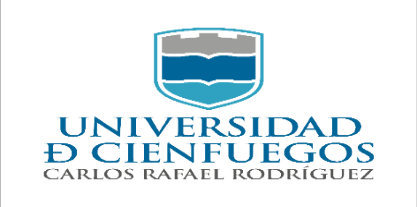 UNIVERSIDAD
Đ CIENFUEGOS
CARLOS RAFAEL RODRÍGUEZ